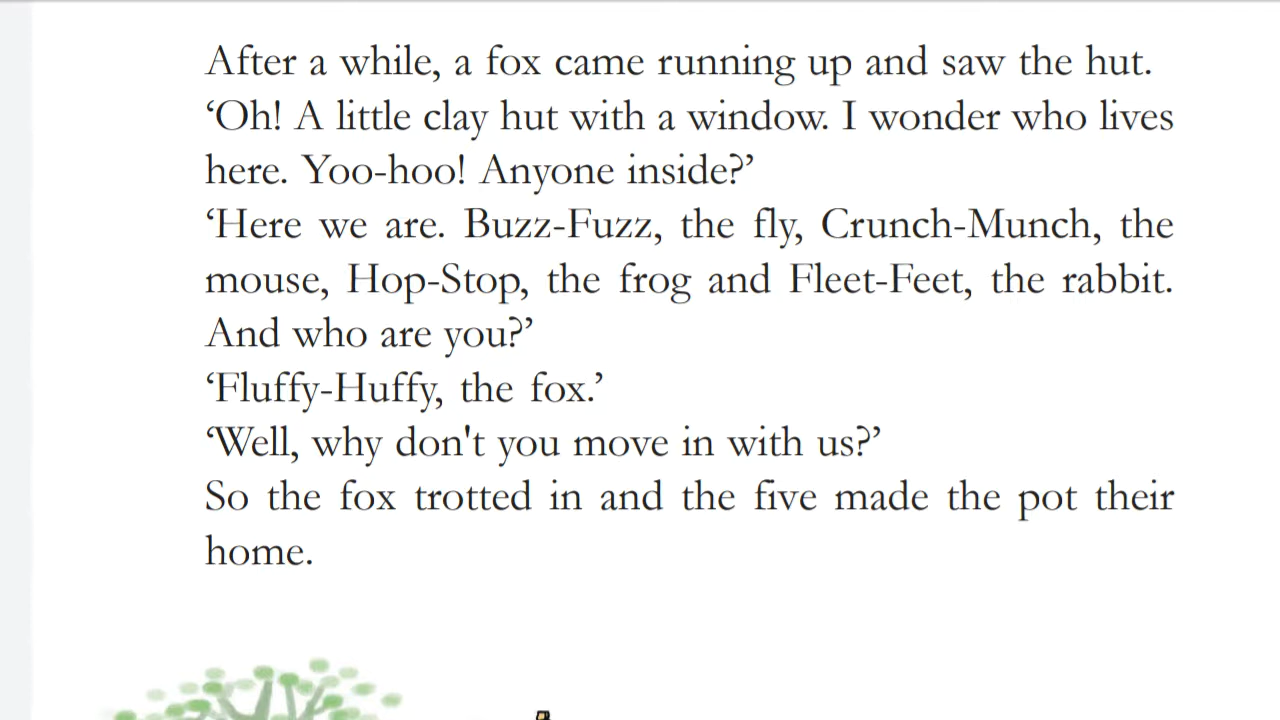 After a while, a fox came running up and saw the hut.
‘Oh! A little clay hut with a window. I wonder who lives
here. Yoo-hoo! Anyone inside?’
‘Here we are. Buzz-Fuzz, the fly, Crunch-Munch, the
mouse, Hop-Stop, the frog and Fleet-Feet, the rabbit.
And who are you?’
‘Fluffy-Huffy, the fox.’
‘Well, why don't you move in with us?’
So the fox trotted in and the five made the pot their
home.